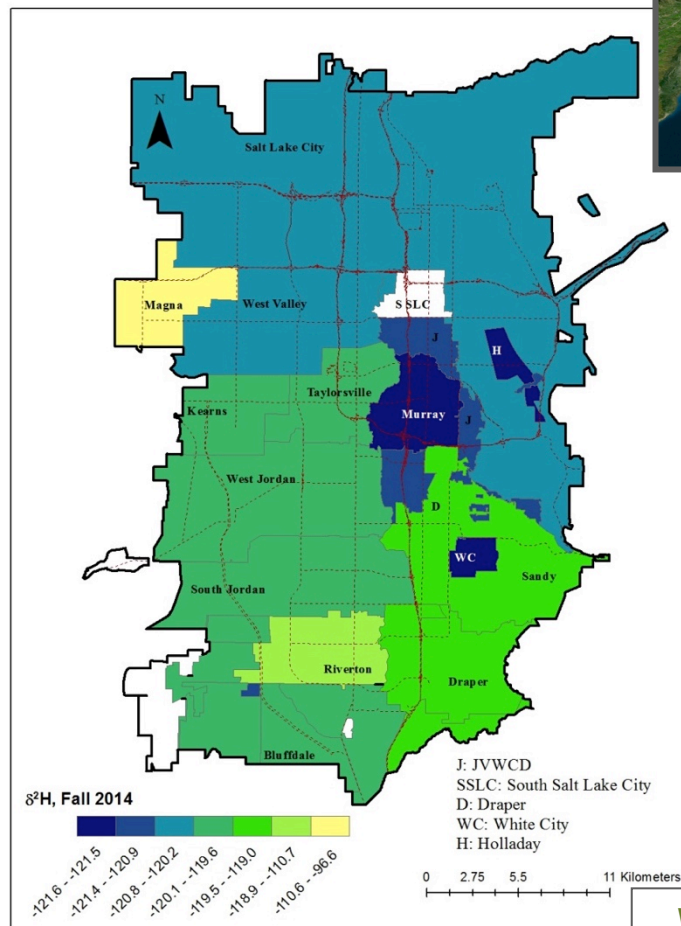 N
Salt Lake City
Magna
West Valley
S SLC
J
H
Taylorsville
Kearns
Murray
J
West Jordan
D
WC
Sandy
South Jordan
Riverton
Draper
Bluffdale
J: JVWCD
SSLC: South Salt Lake City
D: Draper
WC: White City
H: Holladay
δ²H, Fall 2014
-121.6 - -121.5
-121.4 - -120.9
-120.8 - -120.2
-120.1 - -119.6
-119.5 - -119.0
-118.9 - -110.7
-110.6 - -96.6
0 2.75 5.5 11 Kilometers